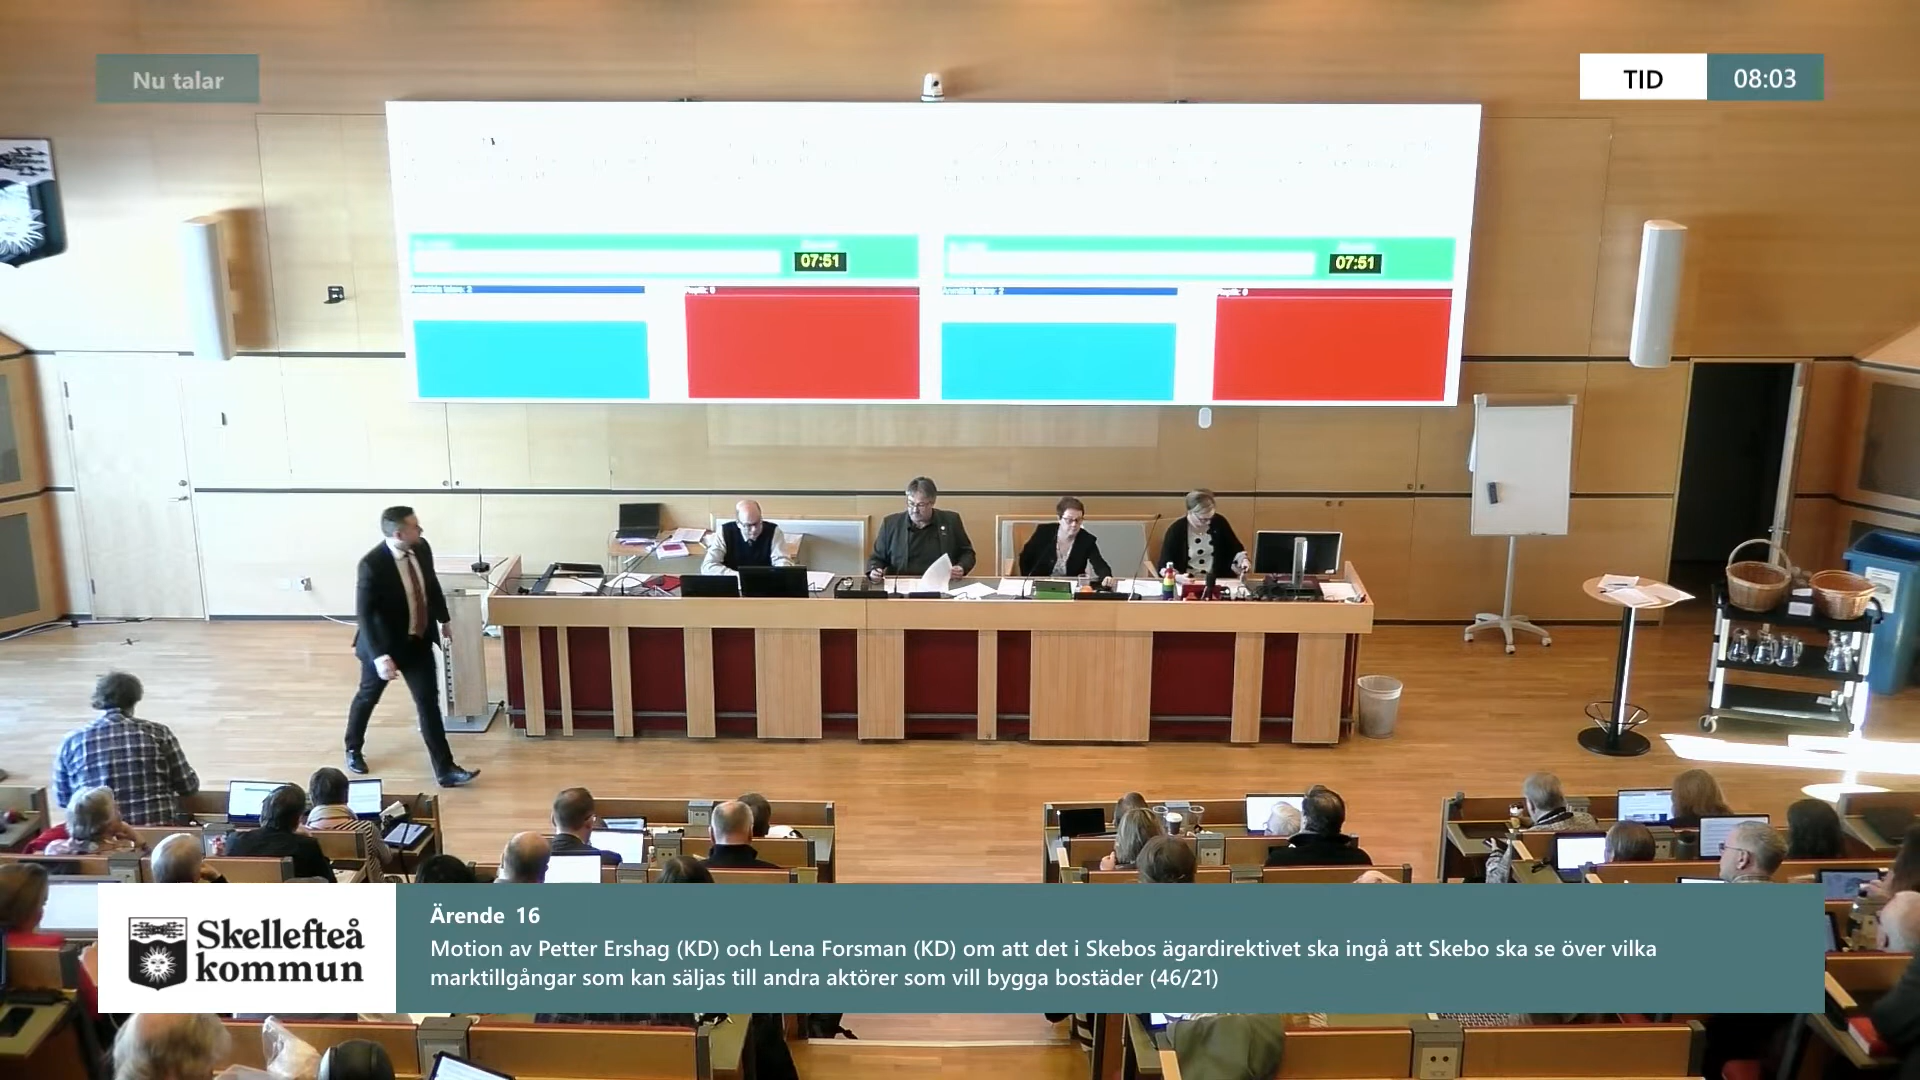 Nu talar
TID 08:03
07:51 07:51
Skellefteå
kommun
Ärende 16
Motion av Petter Ershag (KD) och Lena Forsman (KD) om att det i Skebos ägardirektivet ska ingå att Skebo ska se över vilka
marktillgångar som kan säljas till andra aktörer som vill bygga bostäder (46/21)